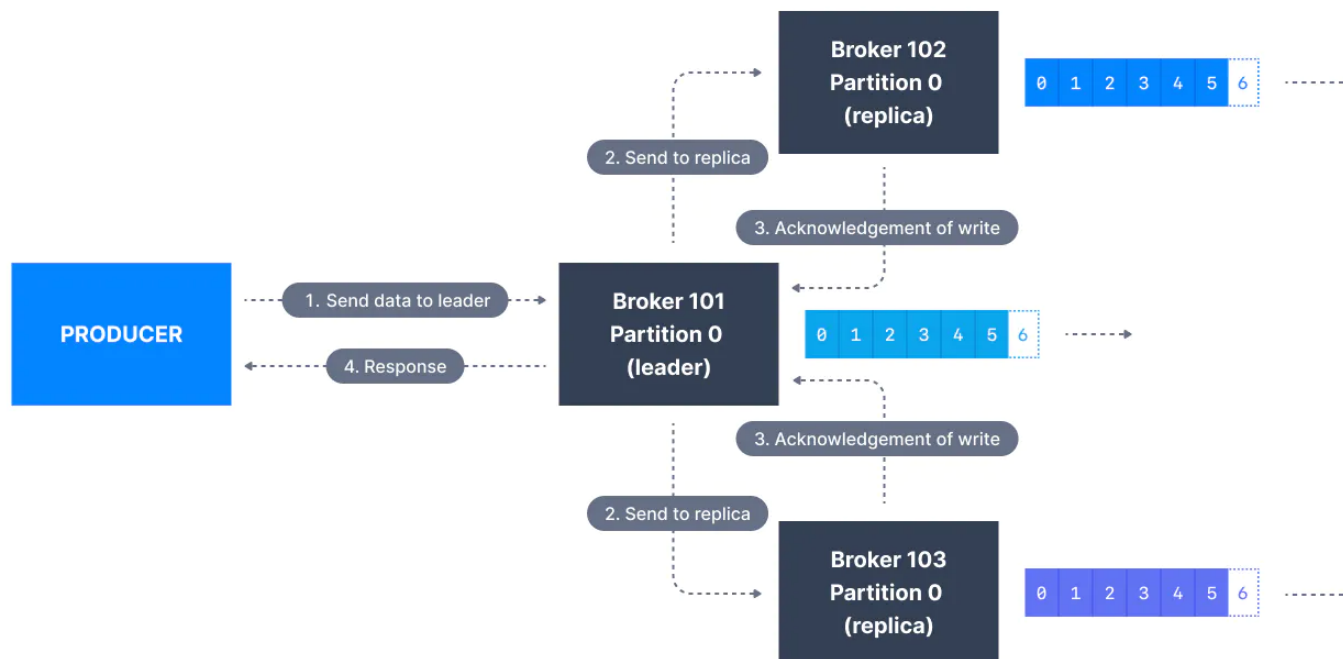 Broker 102
Partition 0
(replica)
0 1 2 3 4 5 6
2. Send to replica
3. Acknowledgement of write
PRODUCER
1. Send data to leader
4. Response
Broker 101
Partition 0
(leader)
0 1 2 3 4 5 6
3. Acknowledgement of write
2. Send to replica
Broker 103
Partition 0
(replica)
0 1 2 3 4 5 6